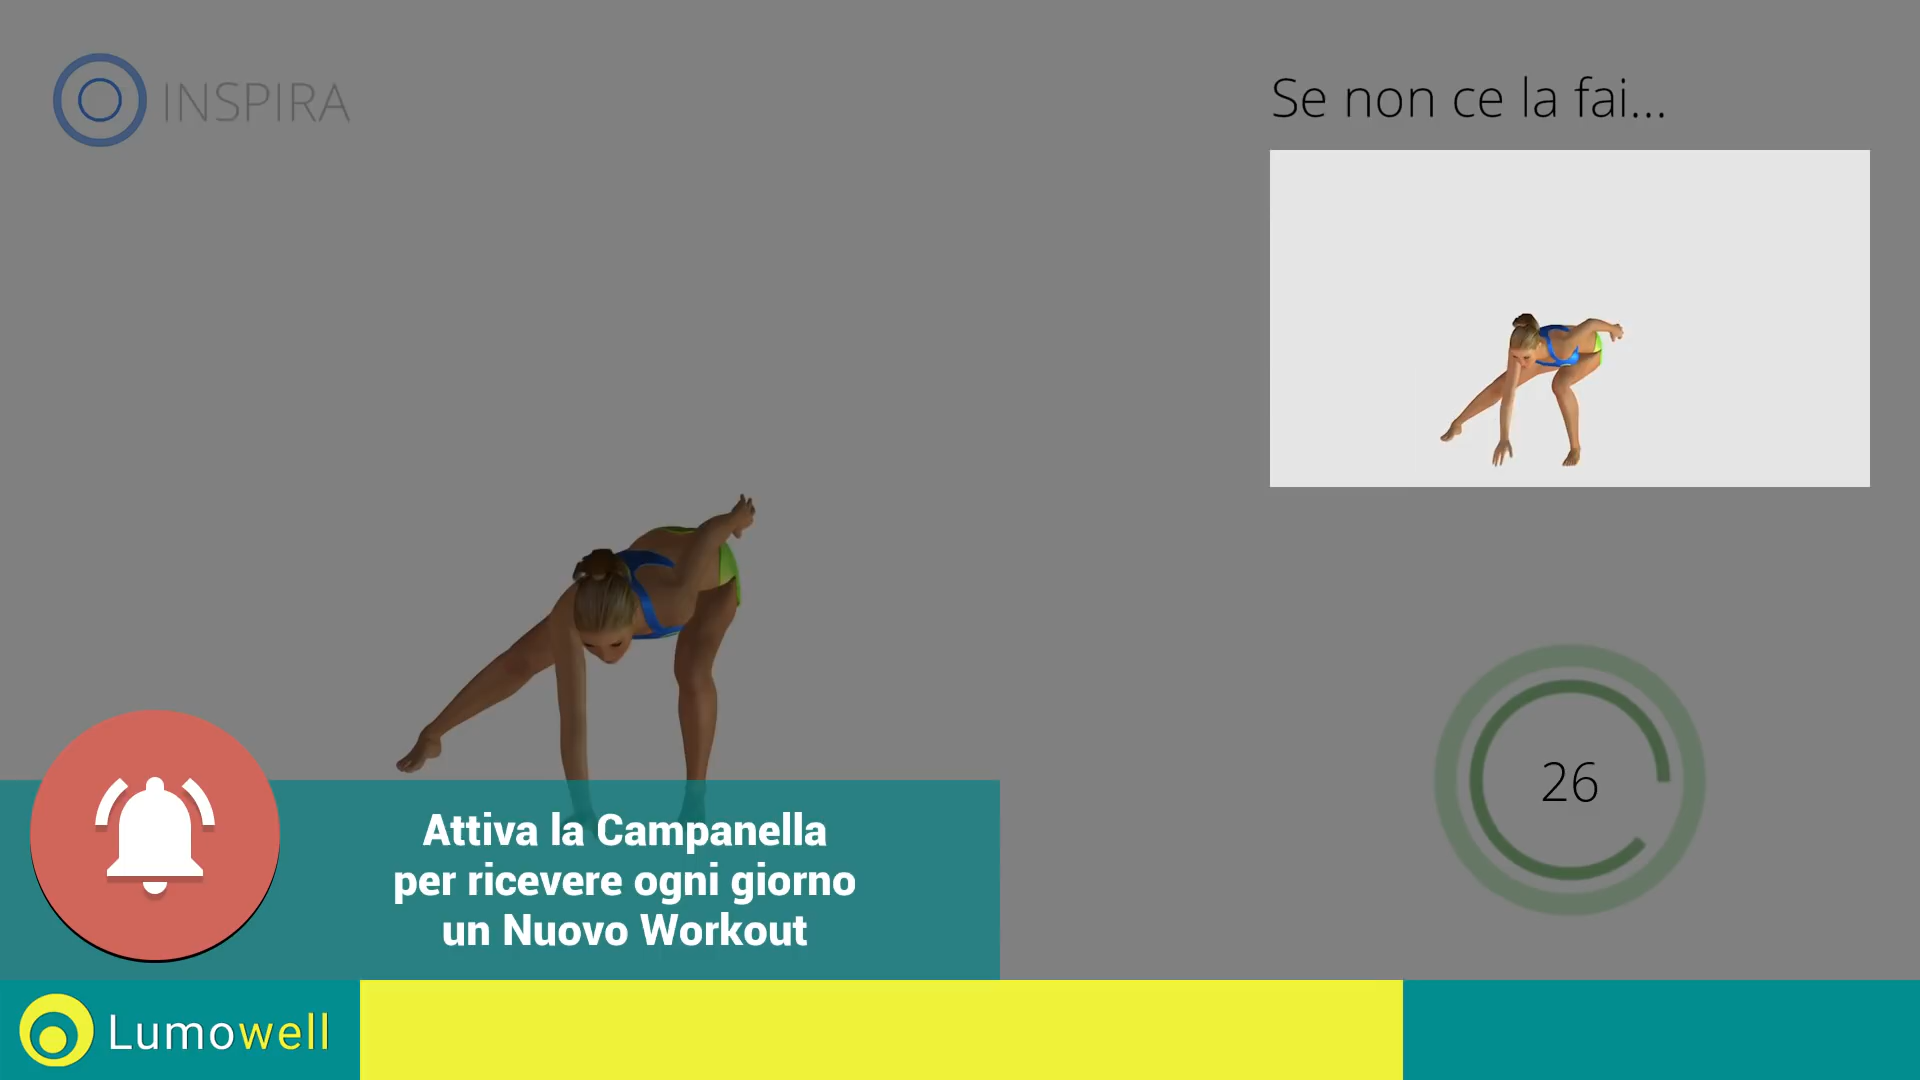 INSPIRA
Se non ce la fai...
26
Attiva la Campanella
per ricevere ogni giorno
un Nuovo Workout
Lumowell